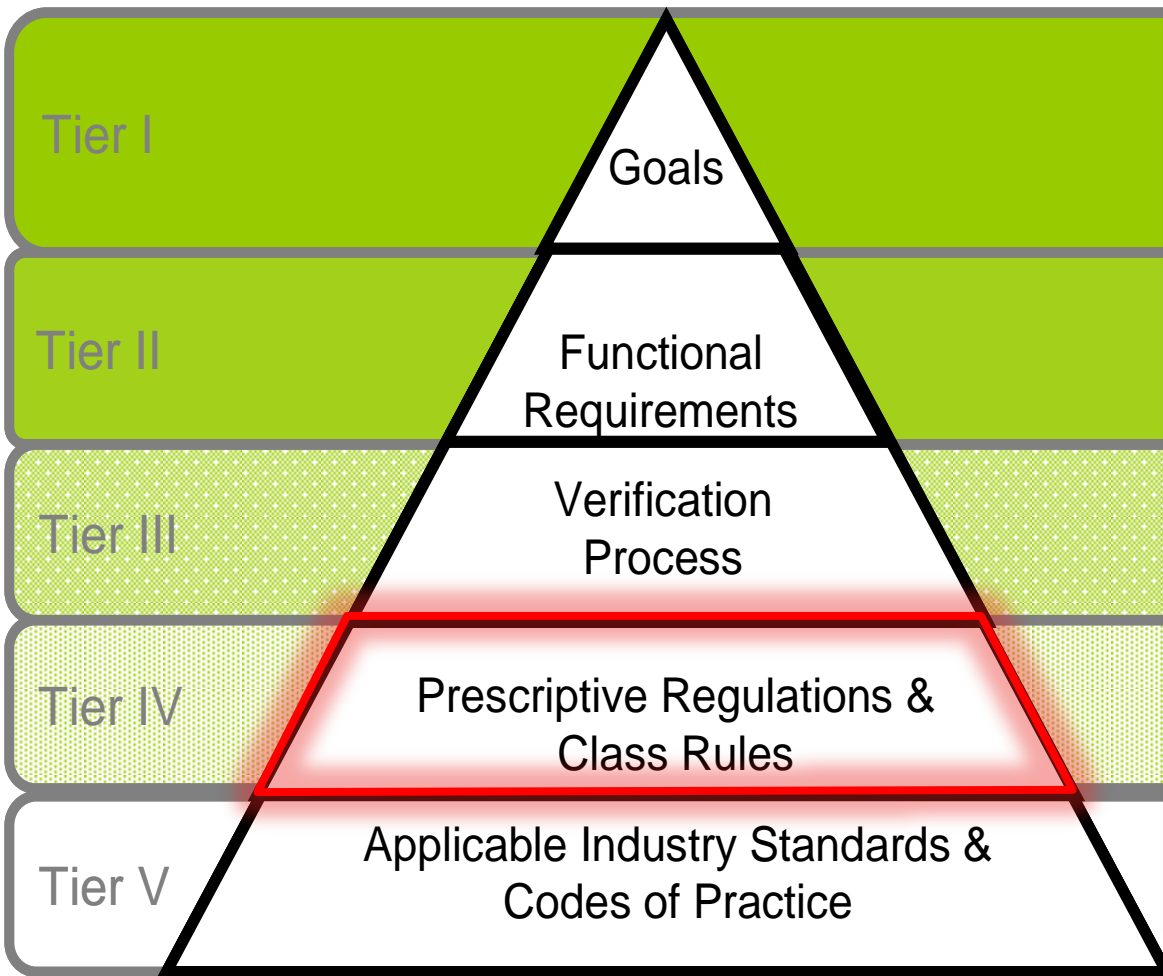 Tier I
Goals
Tier II
Functional
Requirements
Tier III
Verification
Process
Tier IV
Prescriptive Regulations &
Class Rules
Tier V
Applicable Industry Standards &
Codes of Practice